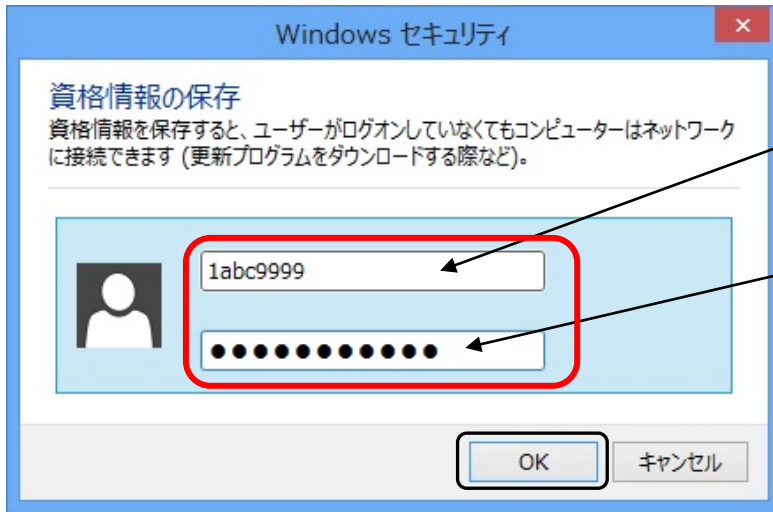 Windows セキュリティ
資格情報の保存
資格情報を保存すると、ユーザーがログオンしていなくてもコンピューターはネットワーク
に接続できます (更新プログラムをダウンロードする際など)。
1abc9999
●●●●●●●●●●●
OK
キャンセル